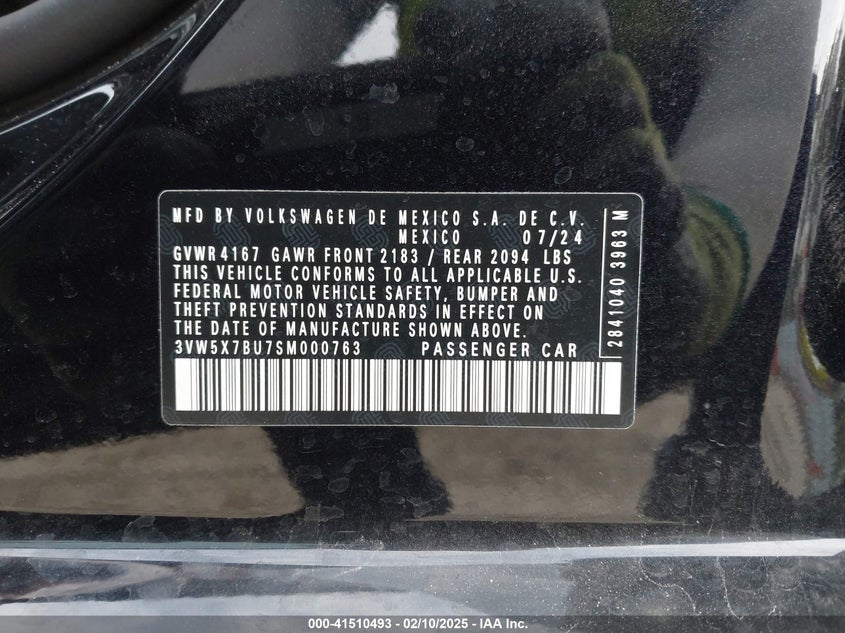 MFD BY VOLKSWAGEN DE MEXICO S.A. DE C.V.
MEXICO 07/24
GVWR 4167 GAWR FRONT 2183 / REAR 2094 LBS
THIS VEHICLE CONFORMS TO ALL APPLICABLE U.S.
FEDERAL MOTOR VEHICLE SAFETY, BUMPER AND
THEFT PREVENTION STANDARDS IN EFFECT ON
THE DATE OF MANUFACTURE SHOWN ABOVE.
3VW5X7BU7SM000763 PASSENGER CAR
2841040 3963 M
000-41510493 - 02/10/2025 - IAA Inc.